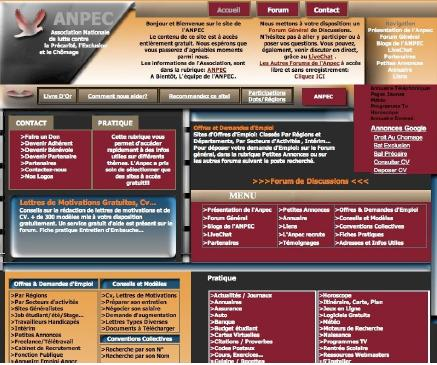 ANPEC
Association Nationale
de lutte contre
la Précarité, l'Exclusion
et le Chômage
Accueil
Forum
Contact
Bonjour et Bienvenue sur le site de
l'ANPEC.
Le contenu de ce site est à accès
entièrement gratuit. Nous espérons que
vous passerez d'agréables moments
parmi nous.
Les informations de l'Association, sont
dans la rubrique: ANPEC
A Bientôt, L'équipe de l'ANPEC.
Nous mettons à votre disposition: un
Forum Général de Discussions.
N'hésitez pas à aller y participer ou à
poser vos questions. Vous pouvez,
également, venir discuter en direct,
grâce au LiveChat .
Les Autres Forums de l'Anpec à accès
libre et sans enregistrement:
Cliquez ICI
Navigation
Présentation de l'Anpec
Forum Général
Blogs de l'ANPEC
LiveChat
Partenaires
Petites Annonces
Annuaire
Liens
Annuaire Téléphonique
Pages Jaunes
Météo
Programmes Tv
Horoscope
Annonces Google
Droit Au Chomage
Bat Exclusion
Bail Précaire
Consulter CV
Deposer CV
Livre D'Or
Comment nous aider?
Recommandez ce site!
Participations
Dpts/Régions
ANPEC
CONTACT
>Faire un Don
>Devenir Adhérent
>Devenir Bénévole
>Devenir Partenaire
>Partenaires
>Contactez-nous
>Nos Logos
PRATIQUE
Cette rubrique vous
permet d'accéder
rapidement à des infos
utiles sur différents
thèmes. L'Anpec a pris
soin de sélectionner que
des sites à accès
gratuit!!
Offres et Demandes d'Emploi
Sites d'Offres d'Emploi: Classés Par Régions et
Départements, Par Secteurs d'Activités , Intérim...
Pour déposer votre demande d'Emploi sur le Forum
général, dans la rubrique Petites Annonces ou sur
les autres forums suivant le poste recherché.
>>>Forum de Discussions <<<
Lettres de Motivations Gratuites, Cv...
Conseils sur la rédaction de lettres de motivations et de
CV. + de 300 modèles mis à votre disposition
gratuitement. Un service gratuit d'aide est présent sur le
forum. Fiche pratique Entretien d'Embauche...
MENU
>Présentation de l'Anpec
>Forum Général
>Blogs de l'ANPEC
>LiveChat
>Partenaires
>Petites Annonces
>Annuaire
>Liens
>L'Anpec recrute
>Témoignages
>Offres & Demandes d'Emploi
>Conseils et Modèles
>Conventions Collectives
>Fiches Pratiques
>Adresses et Infos Utiles
Offres & Demandes d'Emploi
>Par Régions
>Par Secteurs d'activités
>Sites Généralistes
>Job étudiant/été/Stage...
>Travailleurs Handicapés
>Intérim
>Petites Annonces
>Freelance/Télétravail
>Cabinet de Recrutement
>Fonction Publique
>Annuaire Emploi Anpec
Conseils et Modèles
>Cv, Lettres de Motivations
>Préparer son entretien
>Négocier son salaire
>Demande d'augmentation
>Lettres Types Diverses
>Documents à Télécharger
Conventions Collectives
>Recherche par son N°
>Recherche par son Nom
Pratique
>Actualités / Journaux
>Annuaires
>Assurance
>Auto
>Banque
>Budget étudiant
>Cartes Virtuelles
>Citations / Proverbes
>Codes Postaux
>Cours, Exercices...
>Cuisine / Recettes
>Horoscope
>Itinéraire, Carte, Plan
>Jeux en Ligne
>Logiciels Gratuits
>Météo
>Moteurs de Recherche
>Naissance
>Programmes TV
>Rentrée Scolaire
>Ressources Webmasters